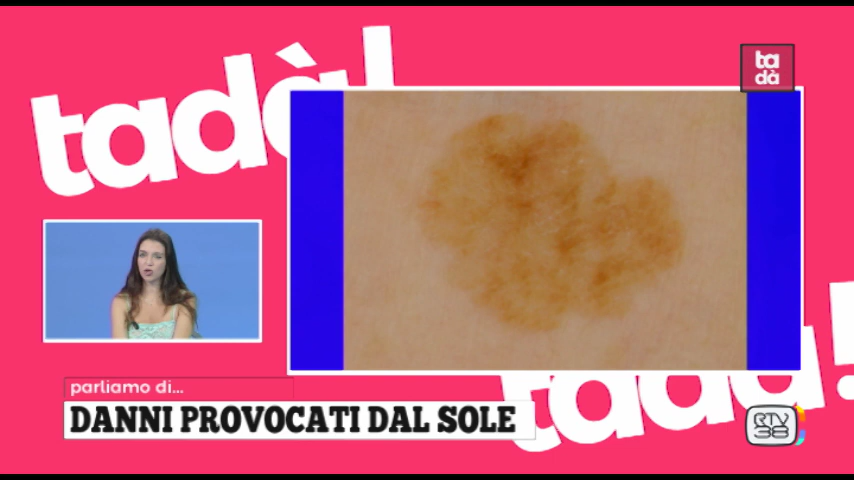 tadà!
ta
dà
tadà!
parliamo di...
DANNI PROVOCATI DAL SOLE
RTV
38